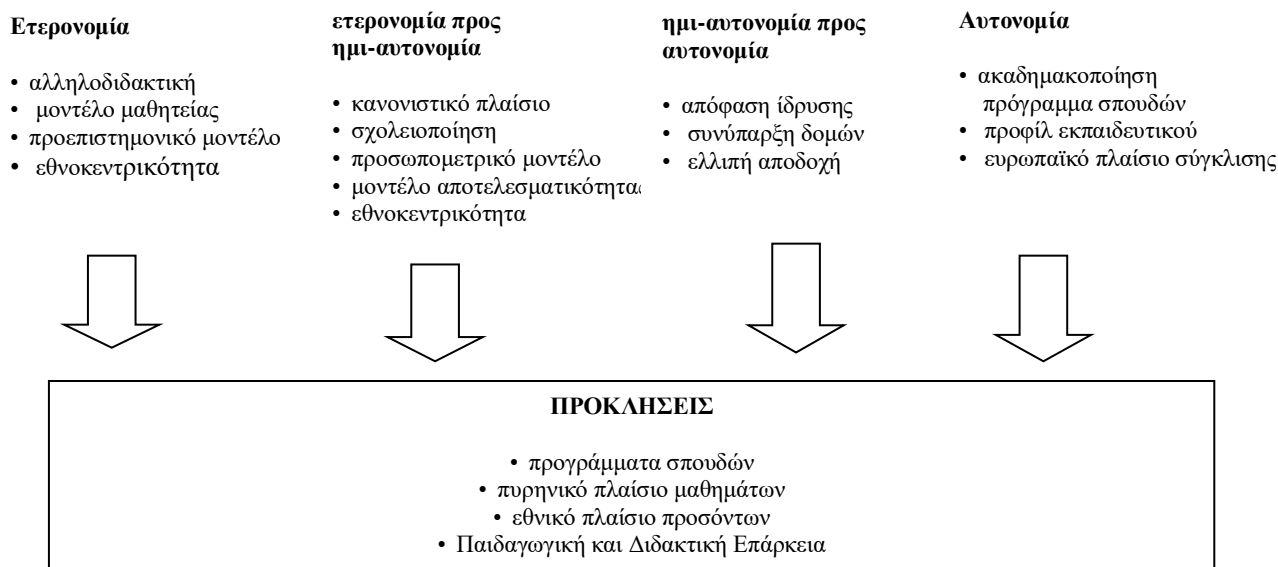 Ετερονομία
• αλληλοδιδακτική
• μοντέλο μαθητείας
• προεπιστημονικό μοντέλο
• εθνοκεντρικότητα
ετερονομία προς
ημι-αυτονομία
• κανονιστικό πλαίσιο
• σχολειοποίηση
• προσωπομετρικό μοντέλο
• μοντέλο αποτελεσματικότητας
• εθνοκεντρικότητα
ημι-αυτονομία προς
αυτονομία
• απόφαση ίδρυσης
• συνύπαρξη δομών
• ελλιπή αποδοχή
Αυτονομία
• ακαδημακοποίηση
πρόγραμμα σπουδών
• προφίλ εκπαιδευτικού
• ευρωπαϊκό πλαίσιο σύγκλισης
ΠΡΟΚΛΗΣΕΙΣ
• προγράμματα σπουδών
• πυρηνικό πλαίσιο μαθημάτων
• εθνικό πλαίσιο προσόντων
• Παιδαγωγική και Διδακτική Επάρκεια